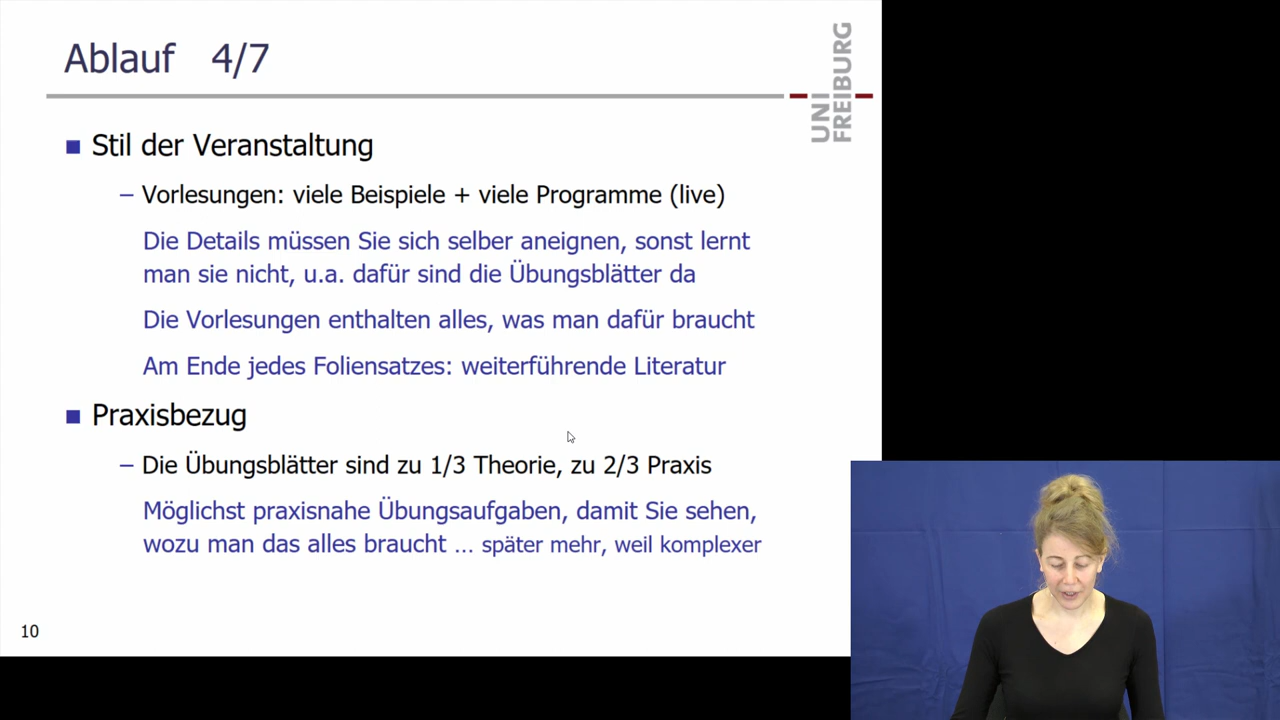 Ablauf 4/7
UNI
FREIBURG
Stil der Veranstaltung
– Vorlesungen: viele Beispiele + viele Programme (live)
Die Details müssen Sie sich selber aneignen, sonst lernt
man sie nicht, u.a. dafür sind die Übungsblätter da
Die Vorlesungen enthalten alles, was man dafür braucht
Am Ende jedes Foliensatzes: weiterführende Literatur
Praxisbezug
– Die Übungsblätter sind zu 1/3 Theorie, zu 2/3 Praxis
Möglichst praxisnahe Übungsaufgaben, damit Sie sehen,
wozu man das alles braucht … später mehr, weil komplexer
10